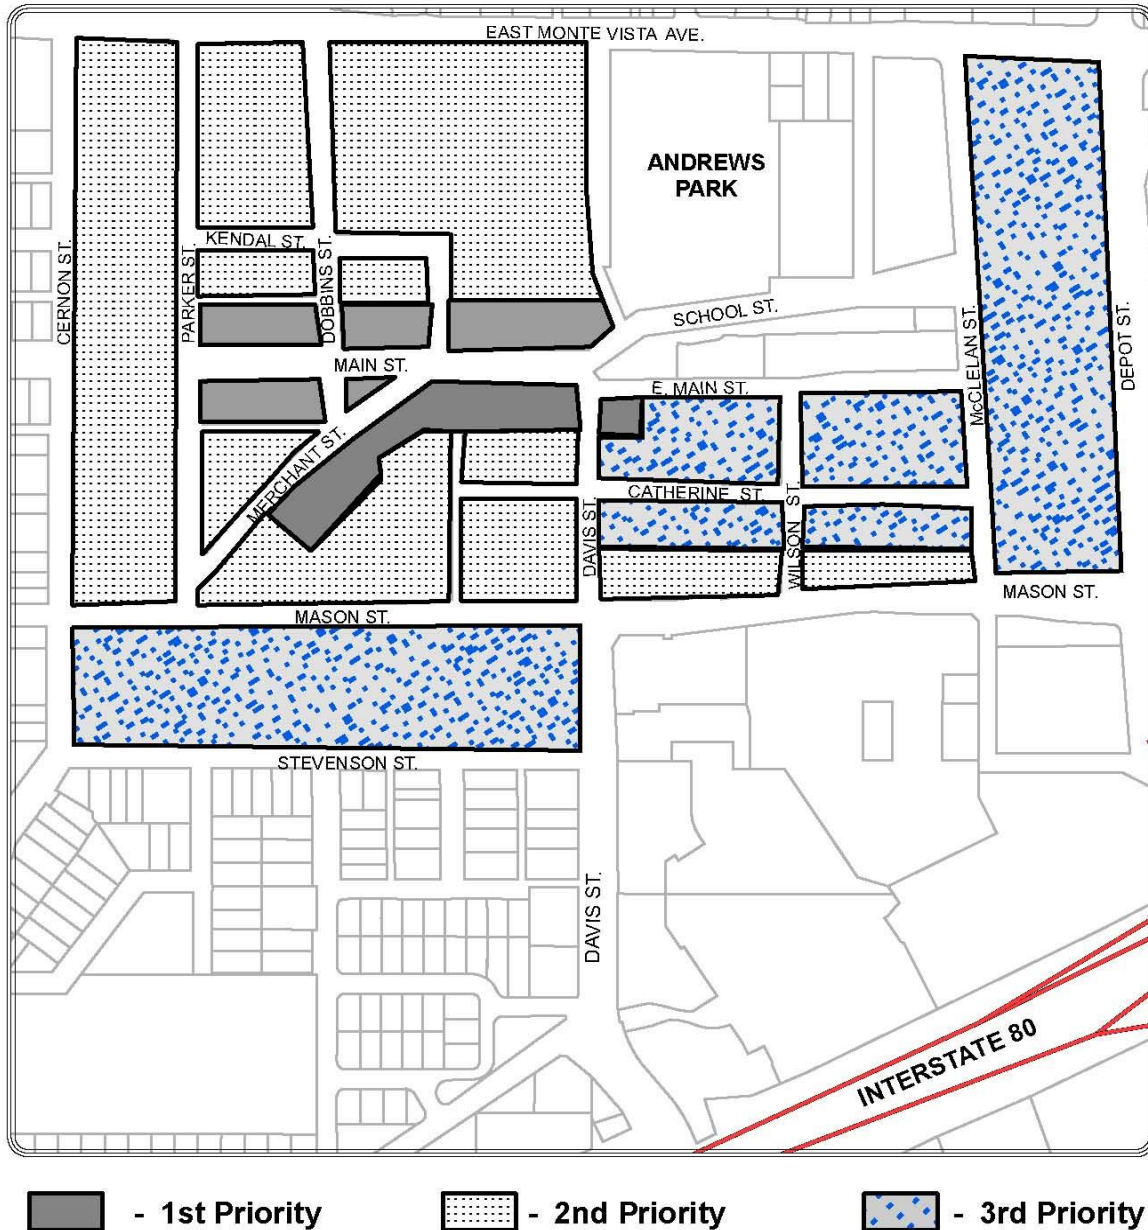 EAST MONTE VISTA AVE.
ANDREWS
PARK
KENDAL ST.
CERNON ST.
PARKER ST.
DOBBINS ST.
SCHOOL ST.
McCLELAN ST.
DEPOT ST.
MAIN ST.
E. MAIN ST.
MERCHANT ST.
CATHERINE ST.
DAVIS ST.
WILSON ST.
MASON ST.
MASON ST.
STEVENSON ST.
DAVIS ST.
INTERSTATE 80
- 1st Priority
- 2nd Priority
- 3rd Priority